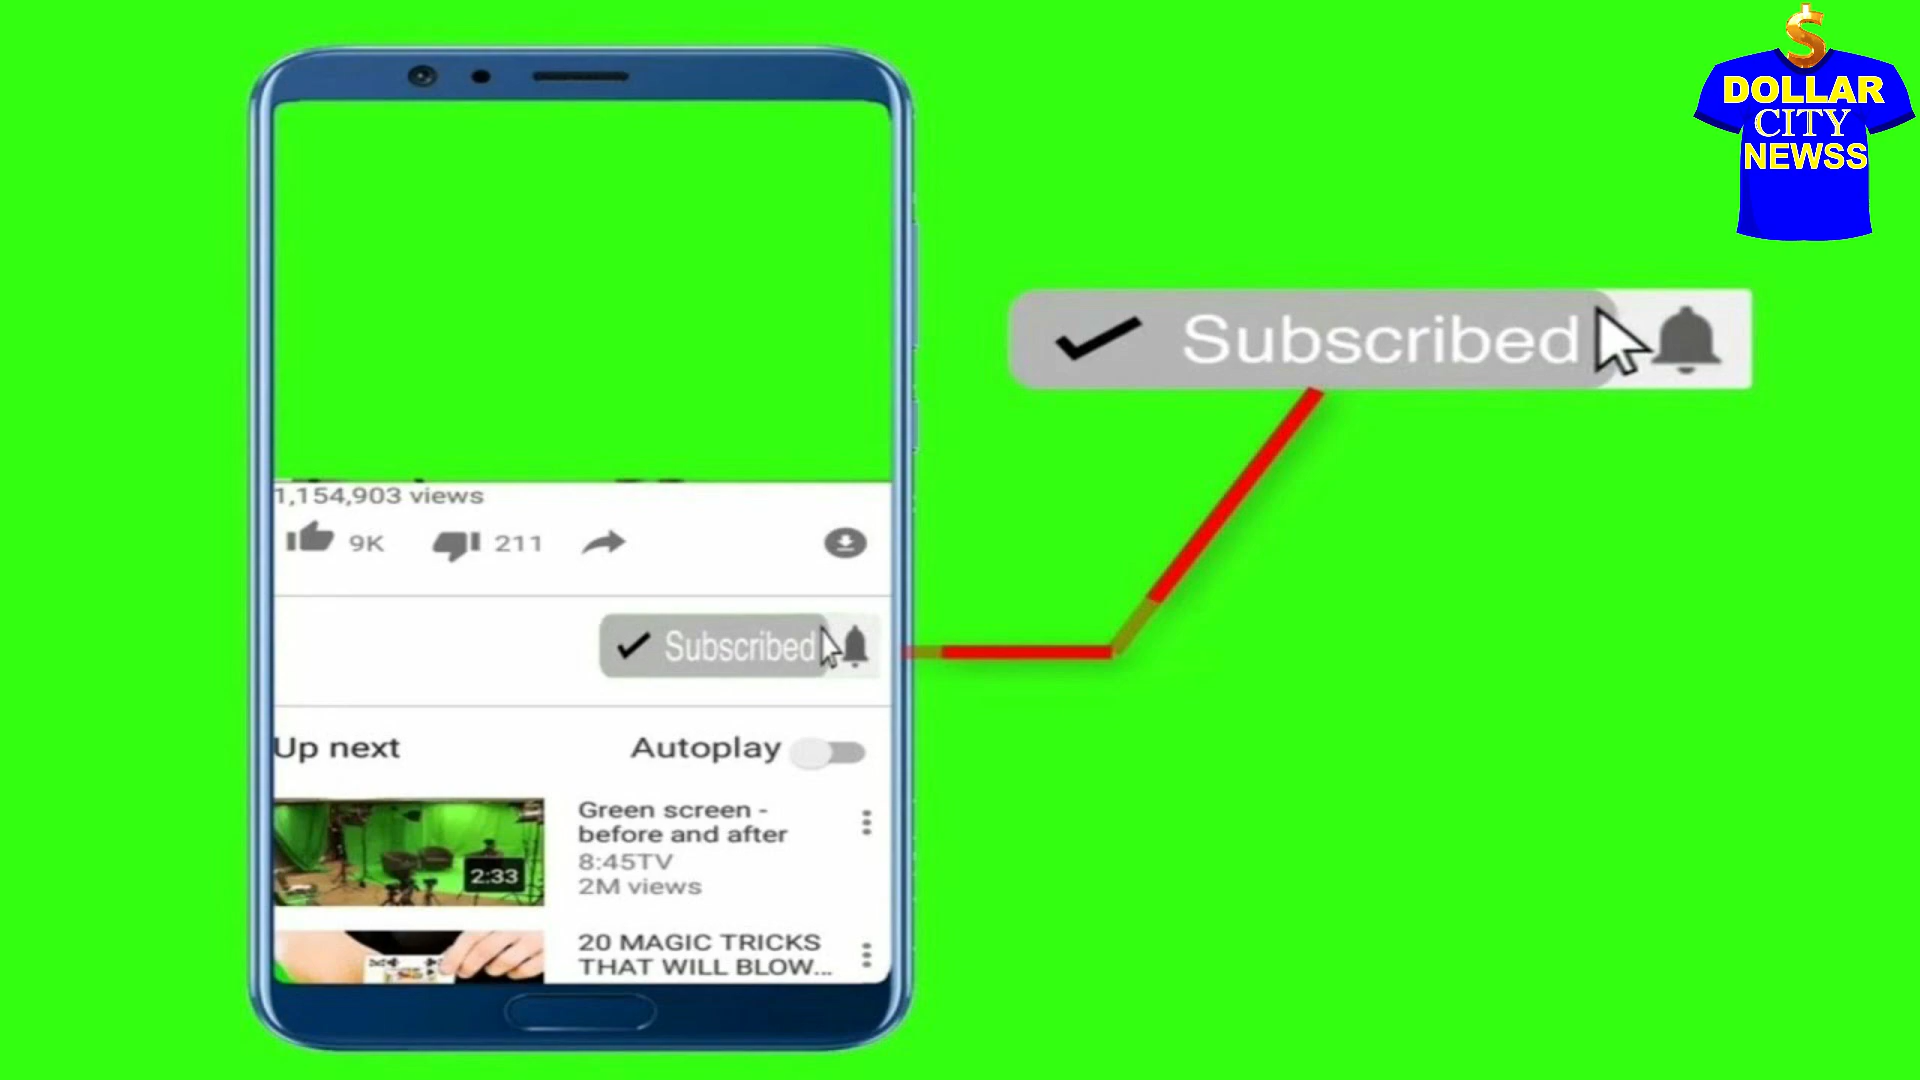 $
DOLLAR
CITY
NEWSS
Subscribed
1,154,903 views
9K 211
Subscribed
Up next Autoplay
Green screen -
before and after
8:45TV
2M views
2:33
20 MAGIC TRICKS
THAT WILL BLOW...